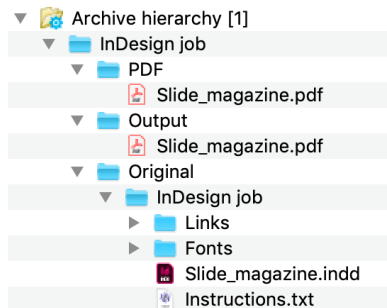 Archive hierarchy [1]
InDesign job
PDF
Slide_magazine.pdf
Output
Slide_magazine.pdf
Original
InDesign job
Links
Fonts
Slide_magazine.indd
Instructions.txt